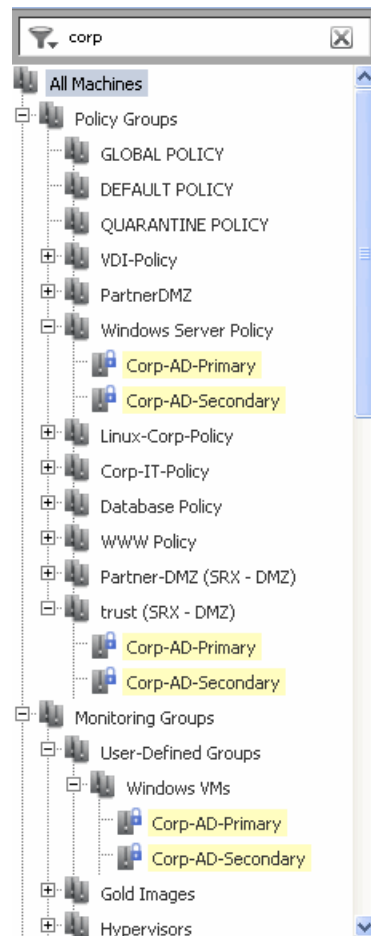 corp
All Machines
Policy Groups
GLOBAL POLICY
DEFAULT POLICY
QUARANTINE POLICY
VDI-Policy
PartnerDMZ
Windows Server Policy
Corp-AD-Primary
Corp-AD-Secondary
Linux-Corp-Policy
Corp-IT-Policy
Database Policy
WWW Policy
Partner-DMZ (SRX - DMZ)
trust (SRX - DMZ)
Corp-AD-Primary
Corp-AD-Secondary
Monitoring Groups
User-Defined Groups
Windows VMs
Corp-AD-Primary
Corp-AD-Secondary
Gold Images
Hypervisors